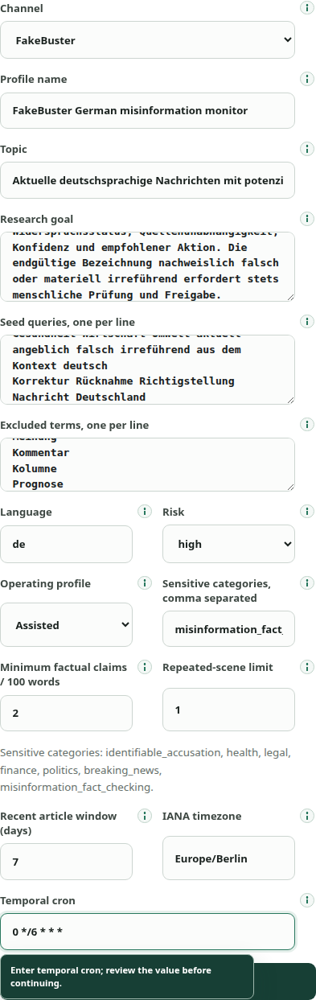 Channel
FakeBuster
Profile name
FakeBuster German misinformation monitor
Topic
Aktuelle deutschsprachige Nachrichten mit potenzi
Research goal
Widerspruchsstatus, Quellenunabhängigkeit,
Konfidenz und empfohlener Aktion. Die
endgültige Bezeichnung nachweislich falsch
oder materiell irreführend erfordert stets
menschliche Prüfung und Freigabe.
Seed queries, one per line
Gesundheit Wirtschaft Umwelt aktuell
angeblich falsch irreführend aus dem
Kontext deutsch
Korrektur Rücknahme Richtigstellung
Nachricht Deutschland
Excluded terms, one per line
Meinung
Kommentar
Kolumne
Prognose
Language
Risk
de
high
Operating profile
Sensitive categories,
comma separated
Assisted
misinformation_fact_
Minimum factual claims
/ 100 words
Repeated-scene limit
2
1
Sensitive categories: identifiable_accusation, health, legal,
finance, politics, breaking_news,
misinformation_fact_checking.
Recent article window
(days)
IANA timezone
7
Europe/Berlin
Temporal cron
0 */6 * * *
Enter temporal cron; review the value before
continuing.